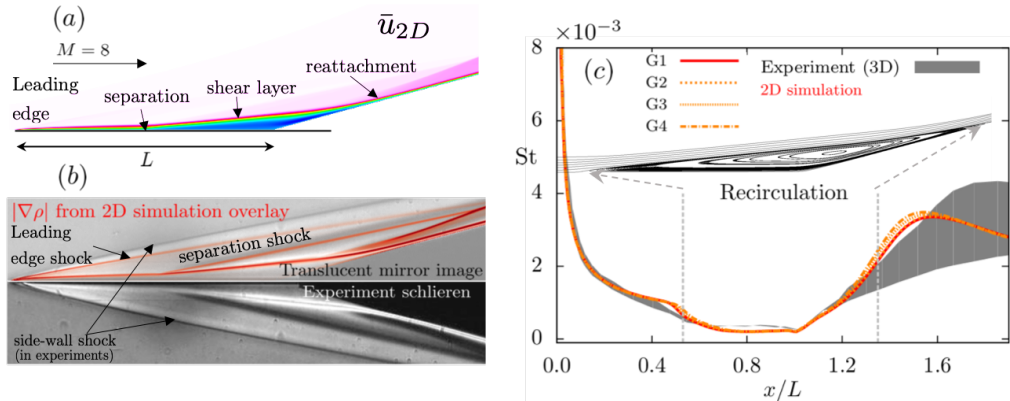 (a)
ū2D
M = 8
Leading
edge
separation
shear layer
reattachment
L
(b)
|∇ρ| from 2D simulation overlay
Leading
edge shock
separation shock
Translucent mirror image
Experiment schlieren
side-wall shock
(in experiments)
×10−3
(c)
G1
G2
G3
G4
Experiment (3D)
2D simulation
Recirculation
St
8
6
4
2
0
0.0 0.4 0.8 1.2 1.6
x/L